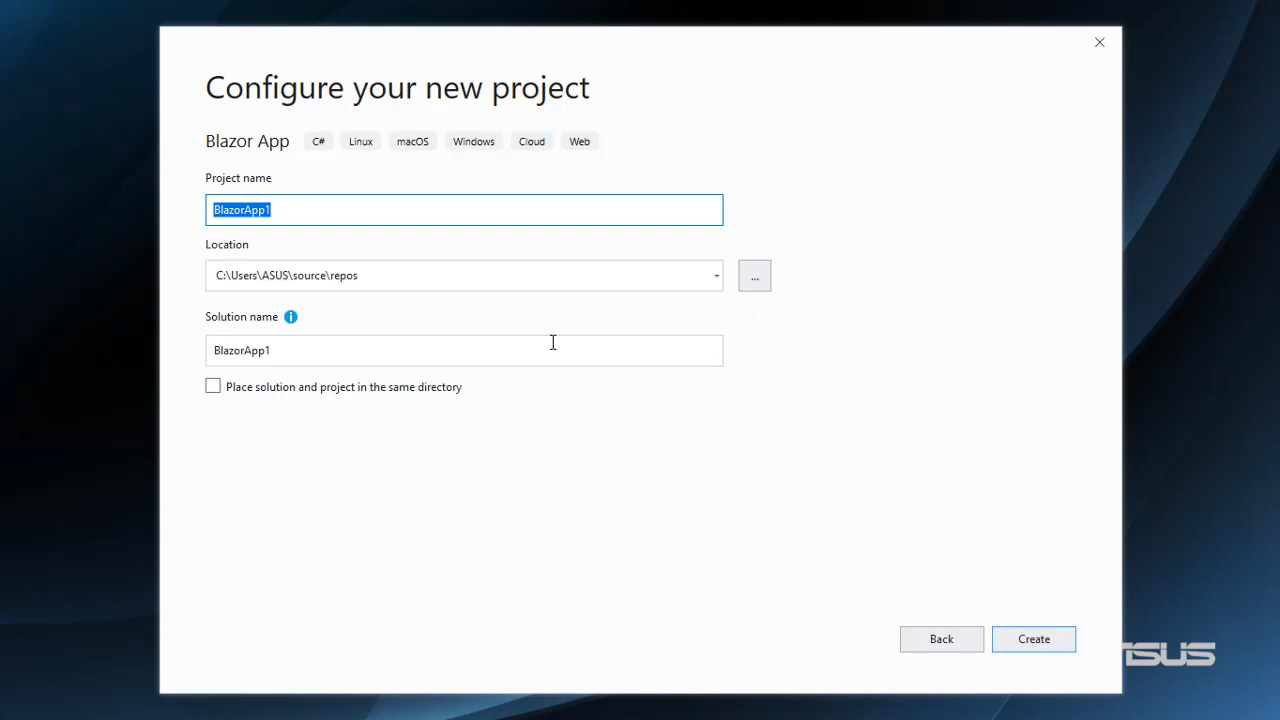 Configure your new project
Blazor App C# Linux macOS Windows Cloud Web
Project name
BlazorApp1
Location
C:\Users\ASUS\source\repos
...
Solution name
BlazorApp1
Place solution and project in the same directory
Back Create